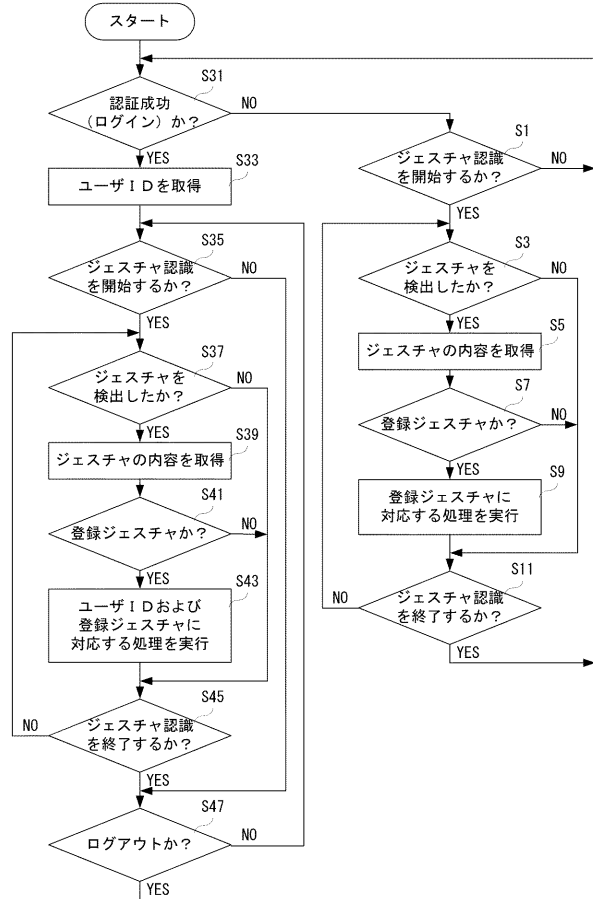 スタート
S31
認証成功
（ログイン）か？
NO
YES
S33
ユーザＩＤを取得
S35
ジェスチャ認識
を開始するか？
NO
YES
S37
ジェスチャを
検出したか？
NO
YES
S39
ジェスチャの内容を取得
S41
登録ジェスチャか？
NO
YES
S43
ユーザＩＤおよび
登録ジェスチャに
対応する処理を実行
S45
NO
ジェスチャ認識
を終了するか？
YES
S47
ログアウトか？
NO
YES
S1
ジェスチャ認識
を開始するか？
NO
YES
S3
ジェスチャを
検出したか？
NO
YES
S5
ジェスチャの内容を取得
S7
登録ジェスチャか？
NO
YES
S9
登録ジェスチャに
対応する処理を実行
S11
NO
ジェスチャ認識
を終了するか？
YES